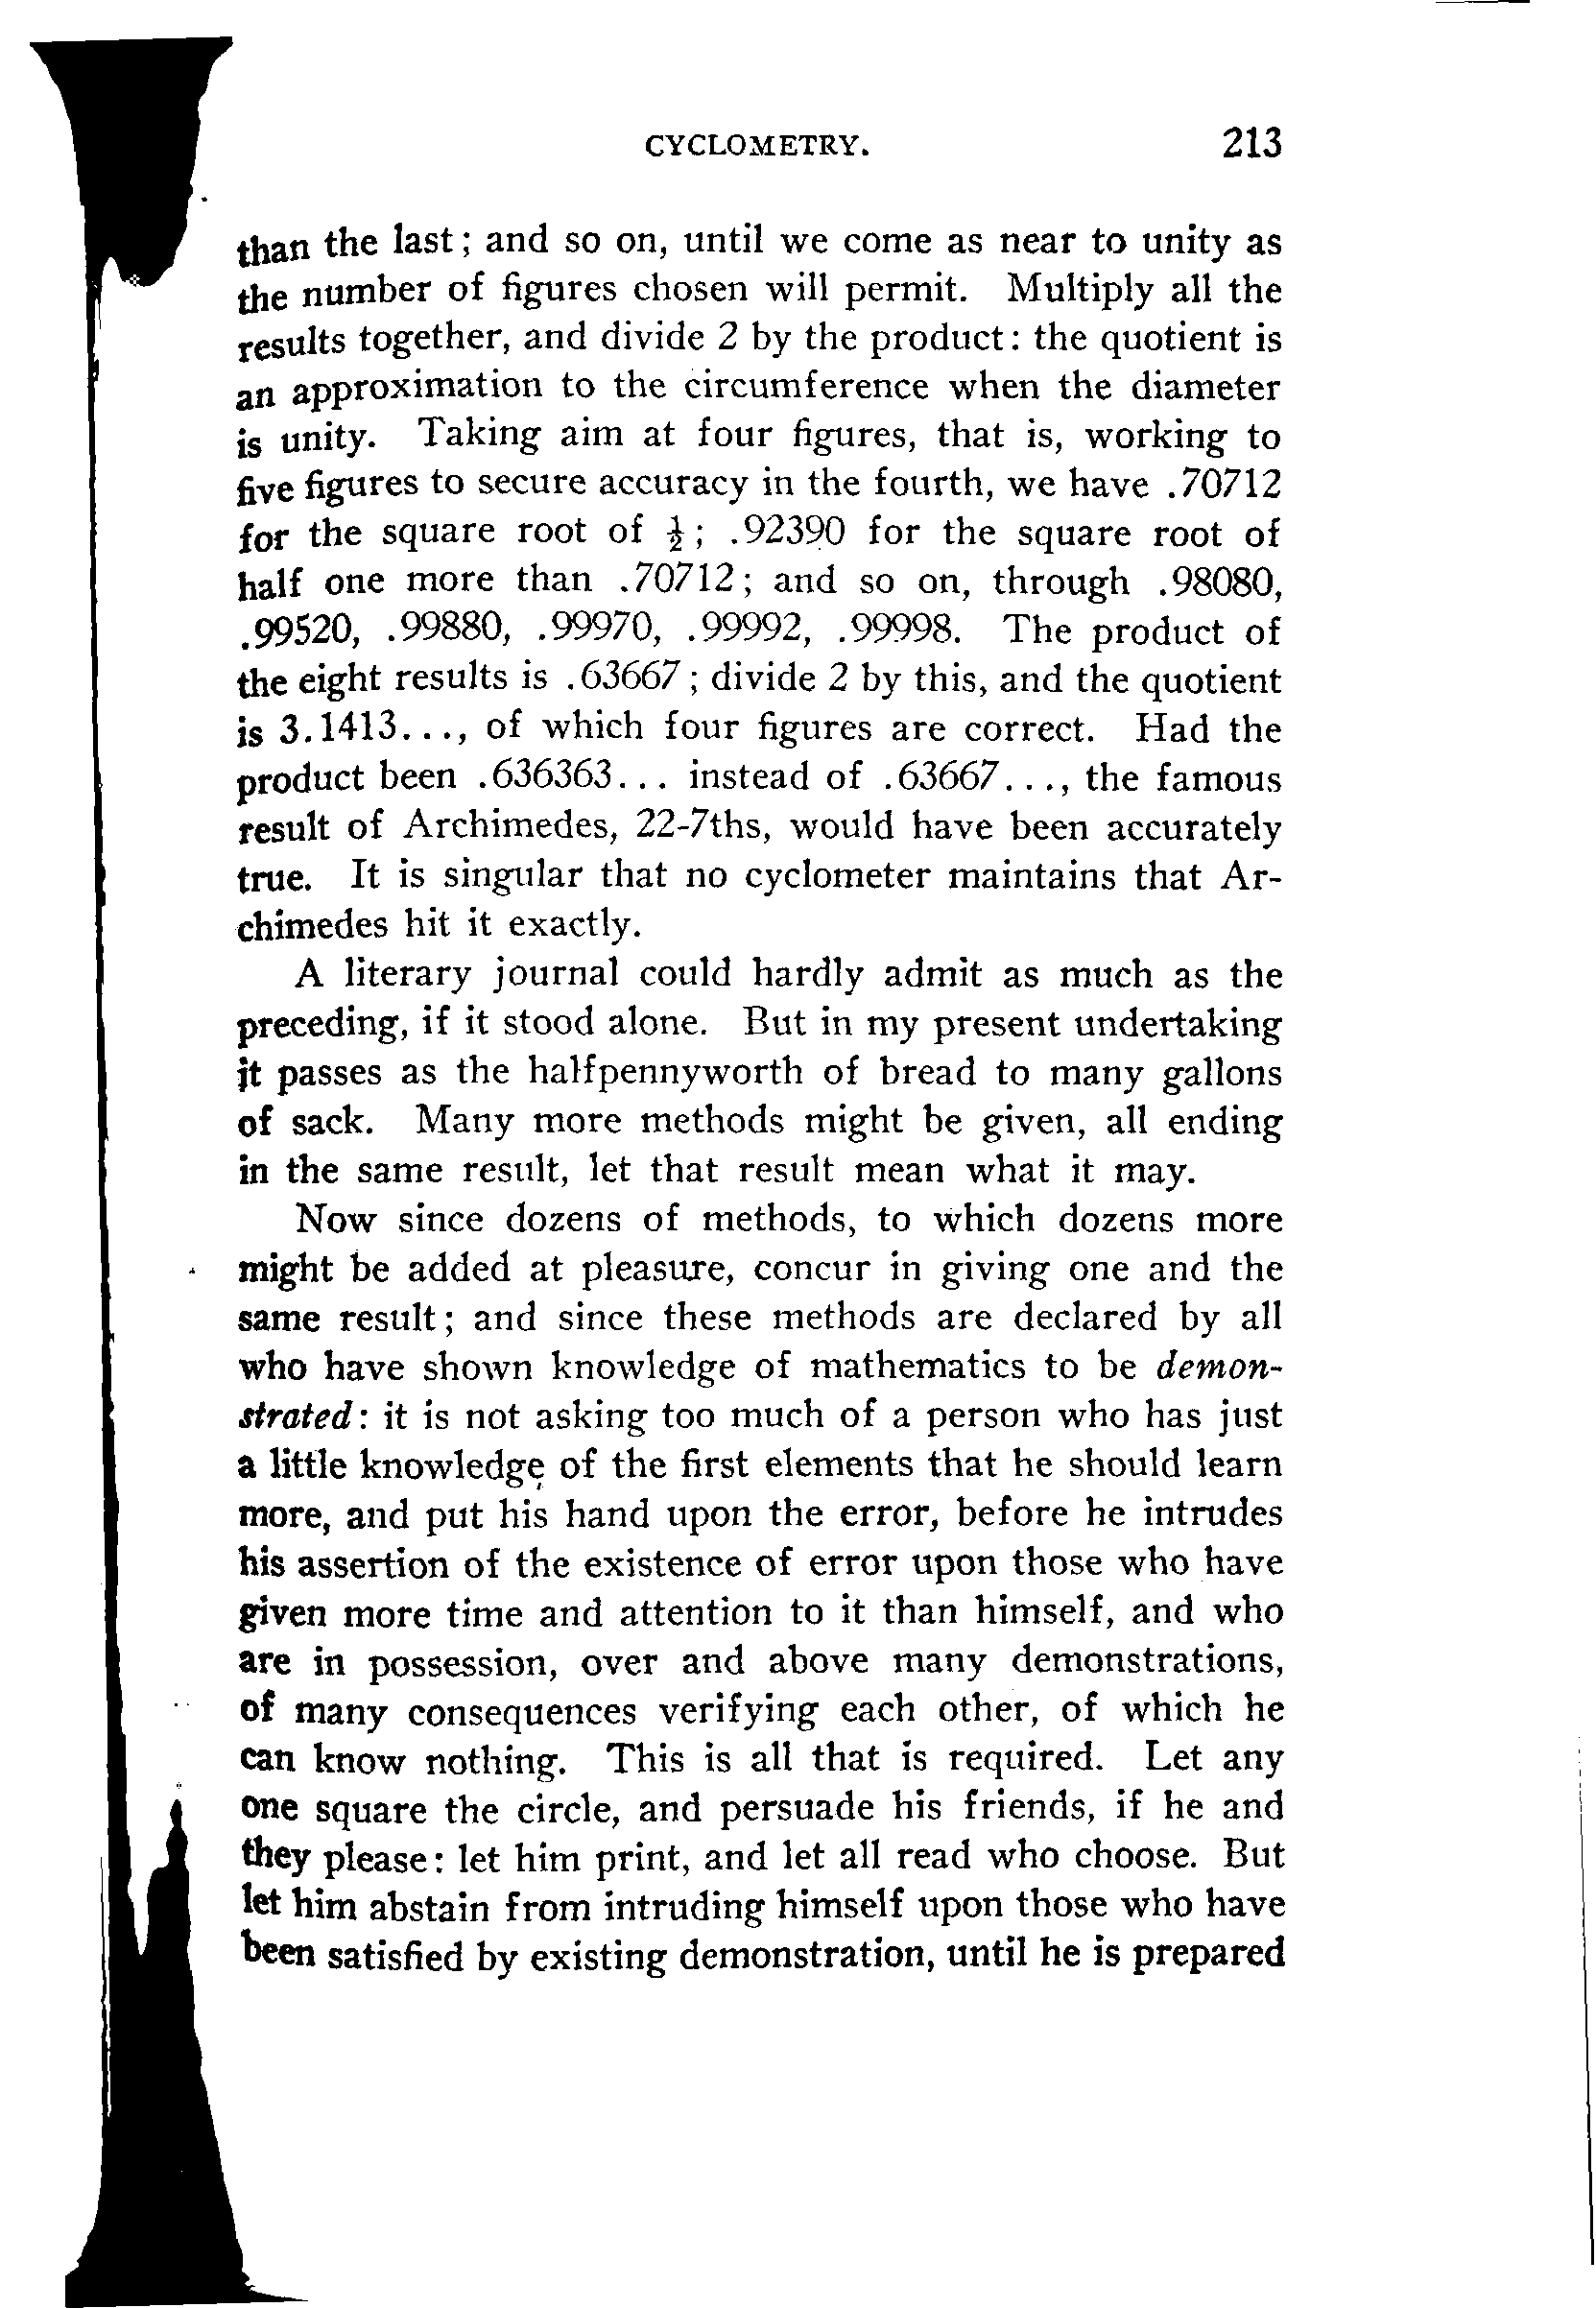 CYCLOMETRY. 213
than the last; and so on, until we come as near to unity as
the number of figures chosen will permit. Multiply all the
results together, and divide 2 by the product: the quotient is
an approximation to the circumference when the diameter
is unity. Taking aim at four figures, that is, working to
five figures to secure accuracy in the fourth, we have .70712
for the square root of ½; .92390 for the square root of
half one more than .70712; and so on, through .98080,
.99520, .99880, .99970, .99992, .99998. The product of
the eight results is .63667; divide 2 by this, and the quotient
is 3.1413..., of which four figures are correct. Had the
product been .636363... instead of .63667..., the famous
result of Archimedes, 22-7ths, would have been accurately
true. It is singular that no cyclometer maintains that Ar-
chimedes hit it exactly.
A literary journal could hardly admit as much as the
preceding, if it stood alone. But in my present undertaking
it passes as the halfpennyworth of bread to many gallons
of sack. Many more methods might be given, all ending
in the same result, let that result mean what it may.
Now since dozens of methods, to which dozens more
might be added at pleasure, concur in giving one and the
same result; and since these methods are declared by all
who have shown knowledge of mathematics to be demon-
strated: it is not asking too much of a person who has just
a little knowledge of the first elements that he should learn
more, and put his hand upon the error, before he intrudes
his assertion of the existence of error upon those who have
given more time and attention to it than himself, and who
are in possession, over and above many demonstrations,
of many consequences verifying each other, of which he
can know nothing. This is all that is required. Let any
one square the circle, and persuade his friends, if he and
they please: let him print, and let all read who choose. But
let him abstain from intruding himself upon those who have
been satisfied by existing demonstration, until he is prepared